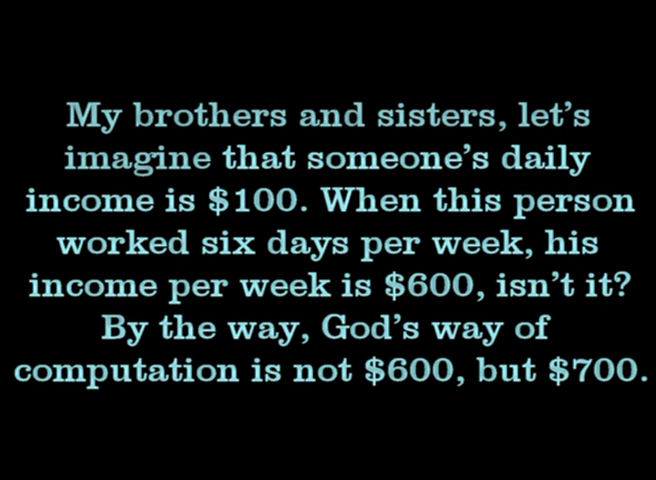 My brothers and sisters, let’s
imagine that someone’s daily
income is $100. When this person
worked six days per week, his
income per week is $600, isn’t it?
By the way, God’s way of
computation is not $600, but $700.